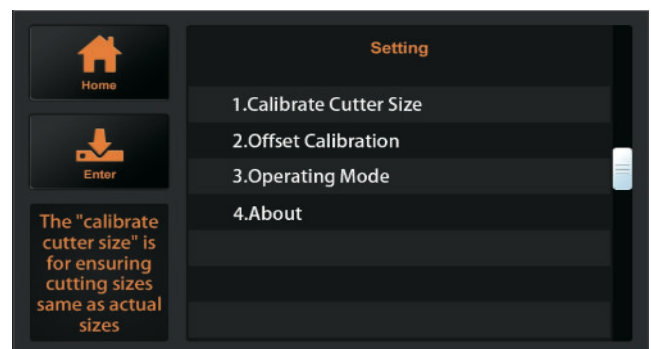 Home
Enter
The "calibrate
cutter size" is
for ensuring
cutting sizes
same as actual
sizes
Setting
1.Calibrate Cutter Size
2.Offset Calibration
3.Operating Mode
4.About